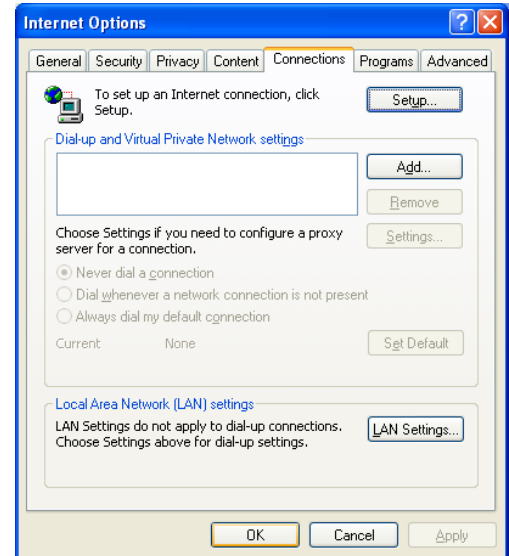 Internet Options
?
X
General Security Privacy Content Connections Programs Advanced
To set up an Internet connection, click
Setup.
Setup...
Dial-up and Virtual Private Network settings
Add...
Remove
Choose Settings if you need to configure a proxy
server for a connection.
Settings...
Never dial a connection
Dial whenever a network connection is not present
Always dial my default connection
Current None
Set Default
Local Area Network (LAN) settings
LAN Settings do not apply to dial-up connections.
Choose Settings above for dial-up settings.
LAN Settings...
OK Cancel Apply